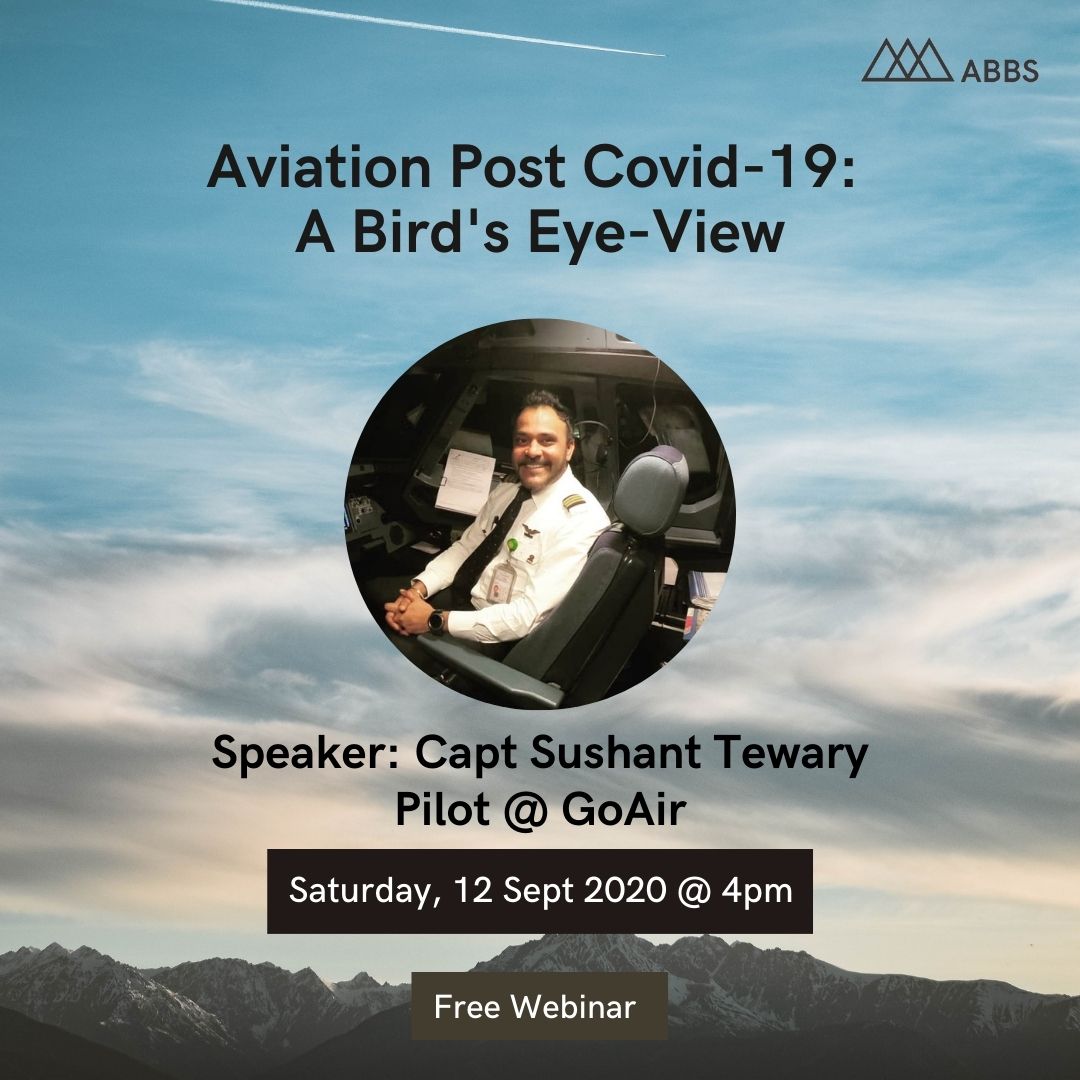 ABBS
Aviation Post Covid-19:
A Bird's Eye-View
Speaker: Capt Sushant Tewary
Pilot @ GoAir
Saturday, 12 Sept 2020 @ 4pm
Free Webinar